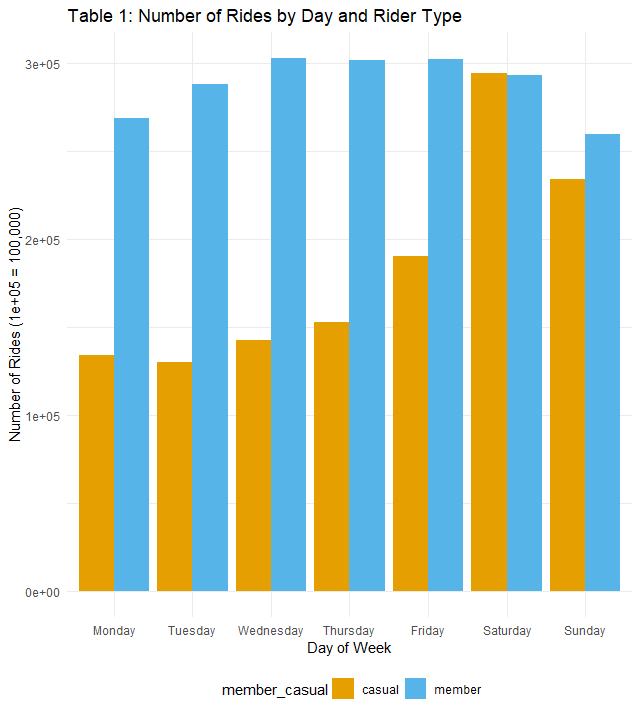 Table 1: Number of Rides by Day and Rider Type
Number of Rides (1e+05 = 100,000)
3e+05
2e+05
1e+05
0e+00
Monday Tuesday Wednesday Thursday Friday Saturday Sunday
Day of Week
member_casual casual member